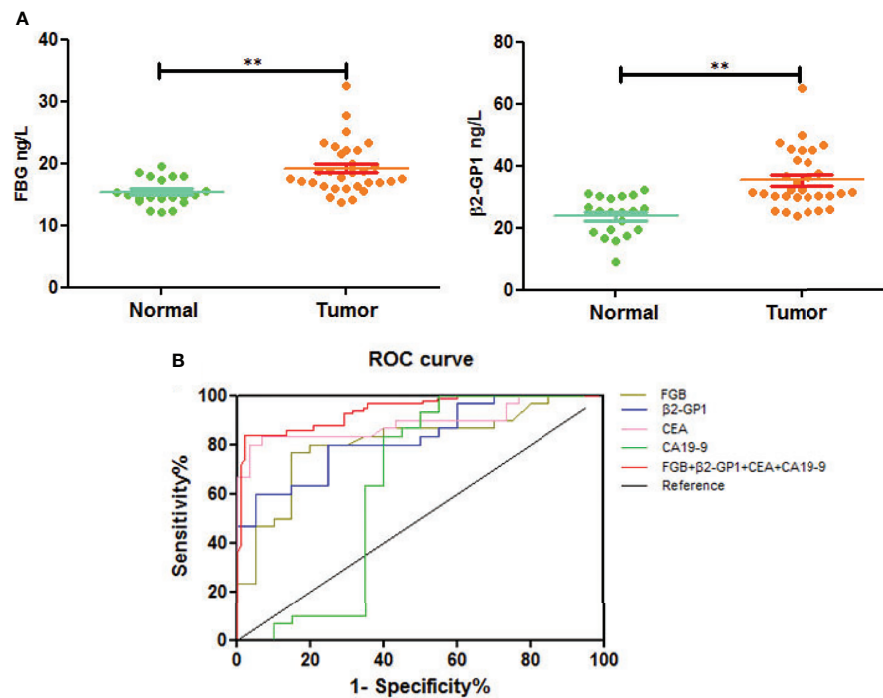 A
FBG ng/L
40
30
20
10
0
**
Normal
Tumor
β2-GP1 ng/L
80
60
40
20
0
**
Normal
Tumor
B
ROC curve
Sensitivity%
100
80
60
40
20
0
0
20
40
60
80
100
1- Specificity%
FGB
β2-GP1
CEA
CA19-9
FGB+β2-GP1+CEA+CA19-9
Reference